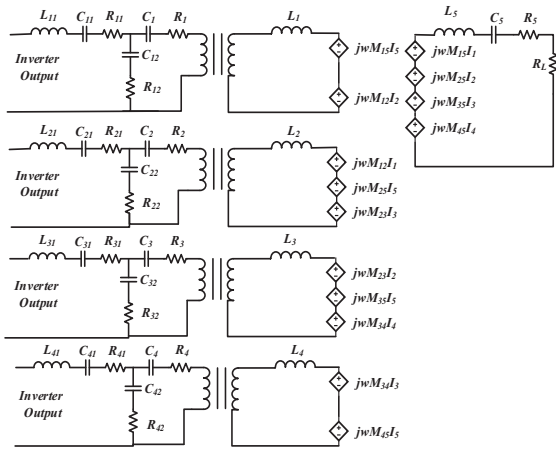 L11 C11 R11 C1 R1 L1
C12
R12
Inverter
Output
jwM15I5
jwM12I2
L5 C5 R5
RL
jwM15I1
jwM25I2
jwM35I3
jwM45I4
L21 C21 R21 C2 R2 L2
C22
R22
Inverter
Output
jwM12I1
jwM25I5
jwM23I3
L31 C31 R31 C3 R3 L3
C32
R32
Inverter
Output
jwM23I2
jwM35I5
jwM34I4
L41 C41 R41 C4 R4 L4
C42
R42
Inverter
Output
jwM34I3
jwM45I5